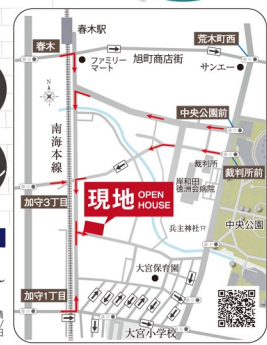 春木駅
荒木町西
春木
ファミリー
マート
旭町商店街
サンエー
N
中央公園前
南海本線
裁判所
裁判所前
岸和田
徳洲会病院
加守3丁目
現地 OPEN
HOUSE
兵主神社
中央公園
大宮保育園
加守1丁目
大宮小学校